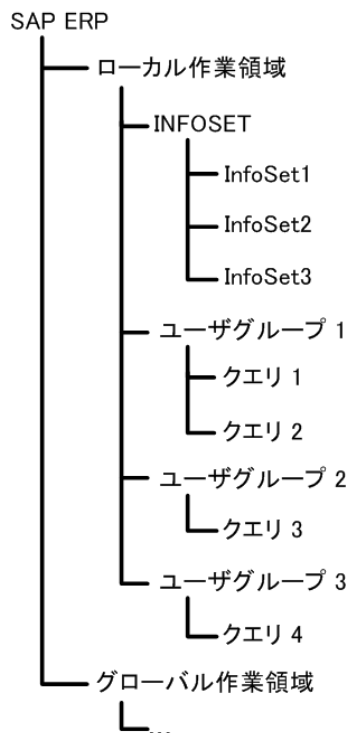 SAP ERP
ローカル作業領域
INFOSET
InfoSet1
InfoSet2
InfoSet3
ユーザグループ 1
クエリ 1
クエリ 2
ユーザグループ 2
クエリ 3
ユーザグループ 3
クエリ 4
グローバル作業領域
...